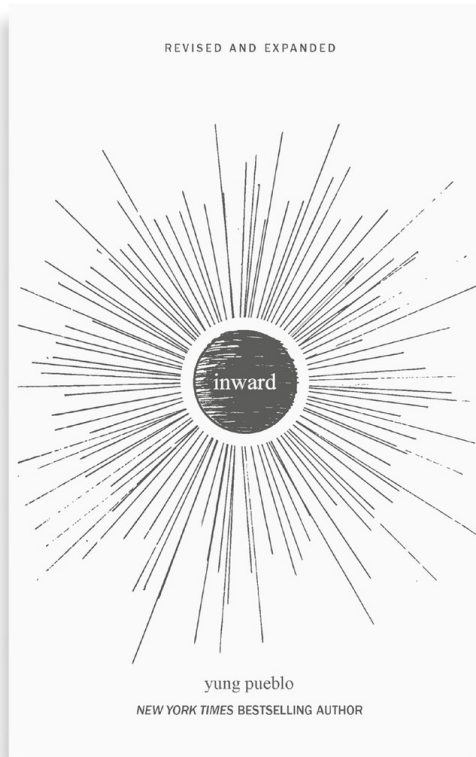 REVISED AND EXPANDED
inward
yung pueblo
NEW YORK TIMES BESTSELLING AUTHOR